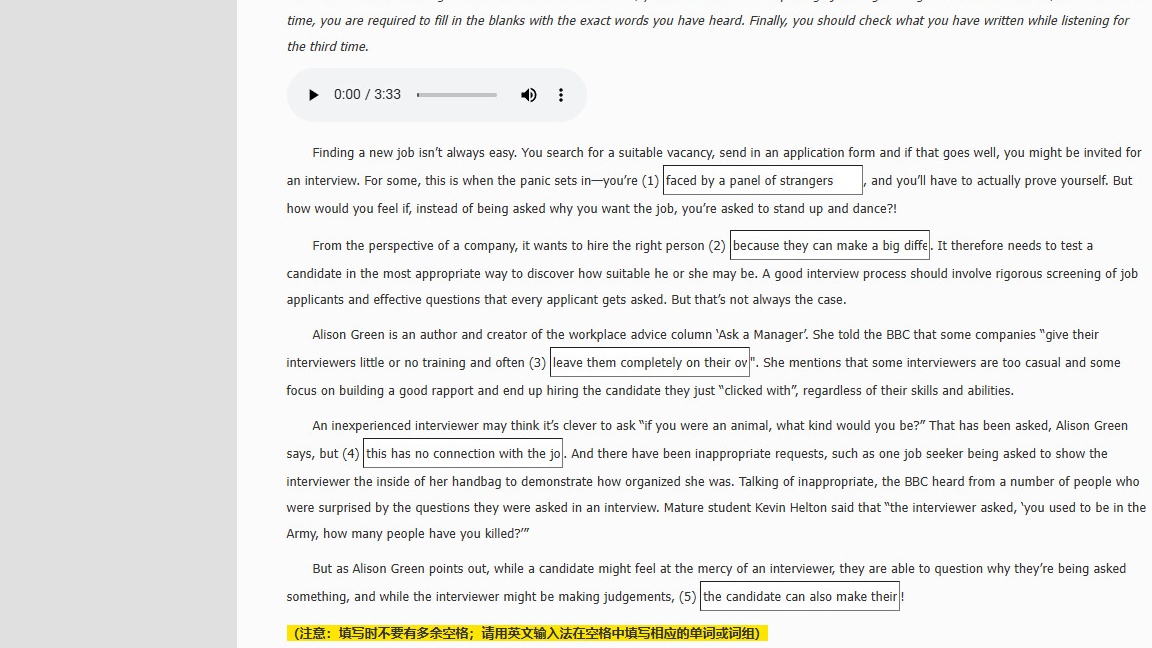 time, you are required to fill in the blanks with the exact words you have heard. Finally, you should check what you have written while listening for
the third time.
0:00 / 3:33
Finding a new job isn’t always easy. You search for a suitable vacancy, send in an application form and if that goes well, you might be invited for
an interview. For some, this is when the panic sets in—you’re (1) faced by a panel of strangers , and you’ll have to actually prove yourself. But
how would you feel if, instead of being asked why you want the job, you’re asked to stand up and dance?!
From the perspective of a company, it wants to hire the right person (2) because they can make a big diffe. It therefore needs to test a
candidate in the most appropriate way to discover how suitable he or she may be. A good interview process should involve rigorous screening of job
applicants and effective questions that every applicant gets asked. But that’s not always the case.
Alison Green is an author and creator of the workplace advice column ‘Ask a Manager’. She told the BBC that some companies “give their
interviewers little or no training and often (3) leave them completely on their ov". She mentions that some interviewers are too casual and some
focus on building a good rapport and end up hiring the candidate they just “clicked with”, regardless of their skills and abilities.
An inexperienced interviewer may think it’s clever to ask “if you were an animal, what kind would you be?” That has been asked, Alison Green
says, but (4) this has no connection with the jo. And there have been inappropriate requests, such as one job seeker being asked to show the
interviewer the inside of her handbag to demonstrate how organized she was. Talking of inappropriate, the BBC heard from a number of people who
were surprised by the questions they were asked in an interview. Mature student Kevin Helton said that “the interviewer asked, ‘you used to be in the
Army, how many people have you killed?’”
But as Alison Green points out, while a candidate might feel at the mercy of an interviewer, they are able to question why they’re being asked
something, and while the interviewer might be making judgements, (5) the candidate can also make their !
(注意：填写时不要有多余空格；请用英文输入法在空格中填写相应的单词或词组)